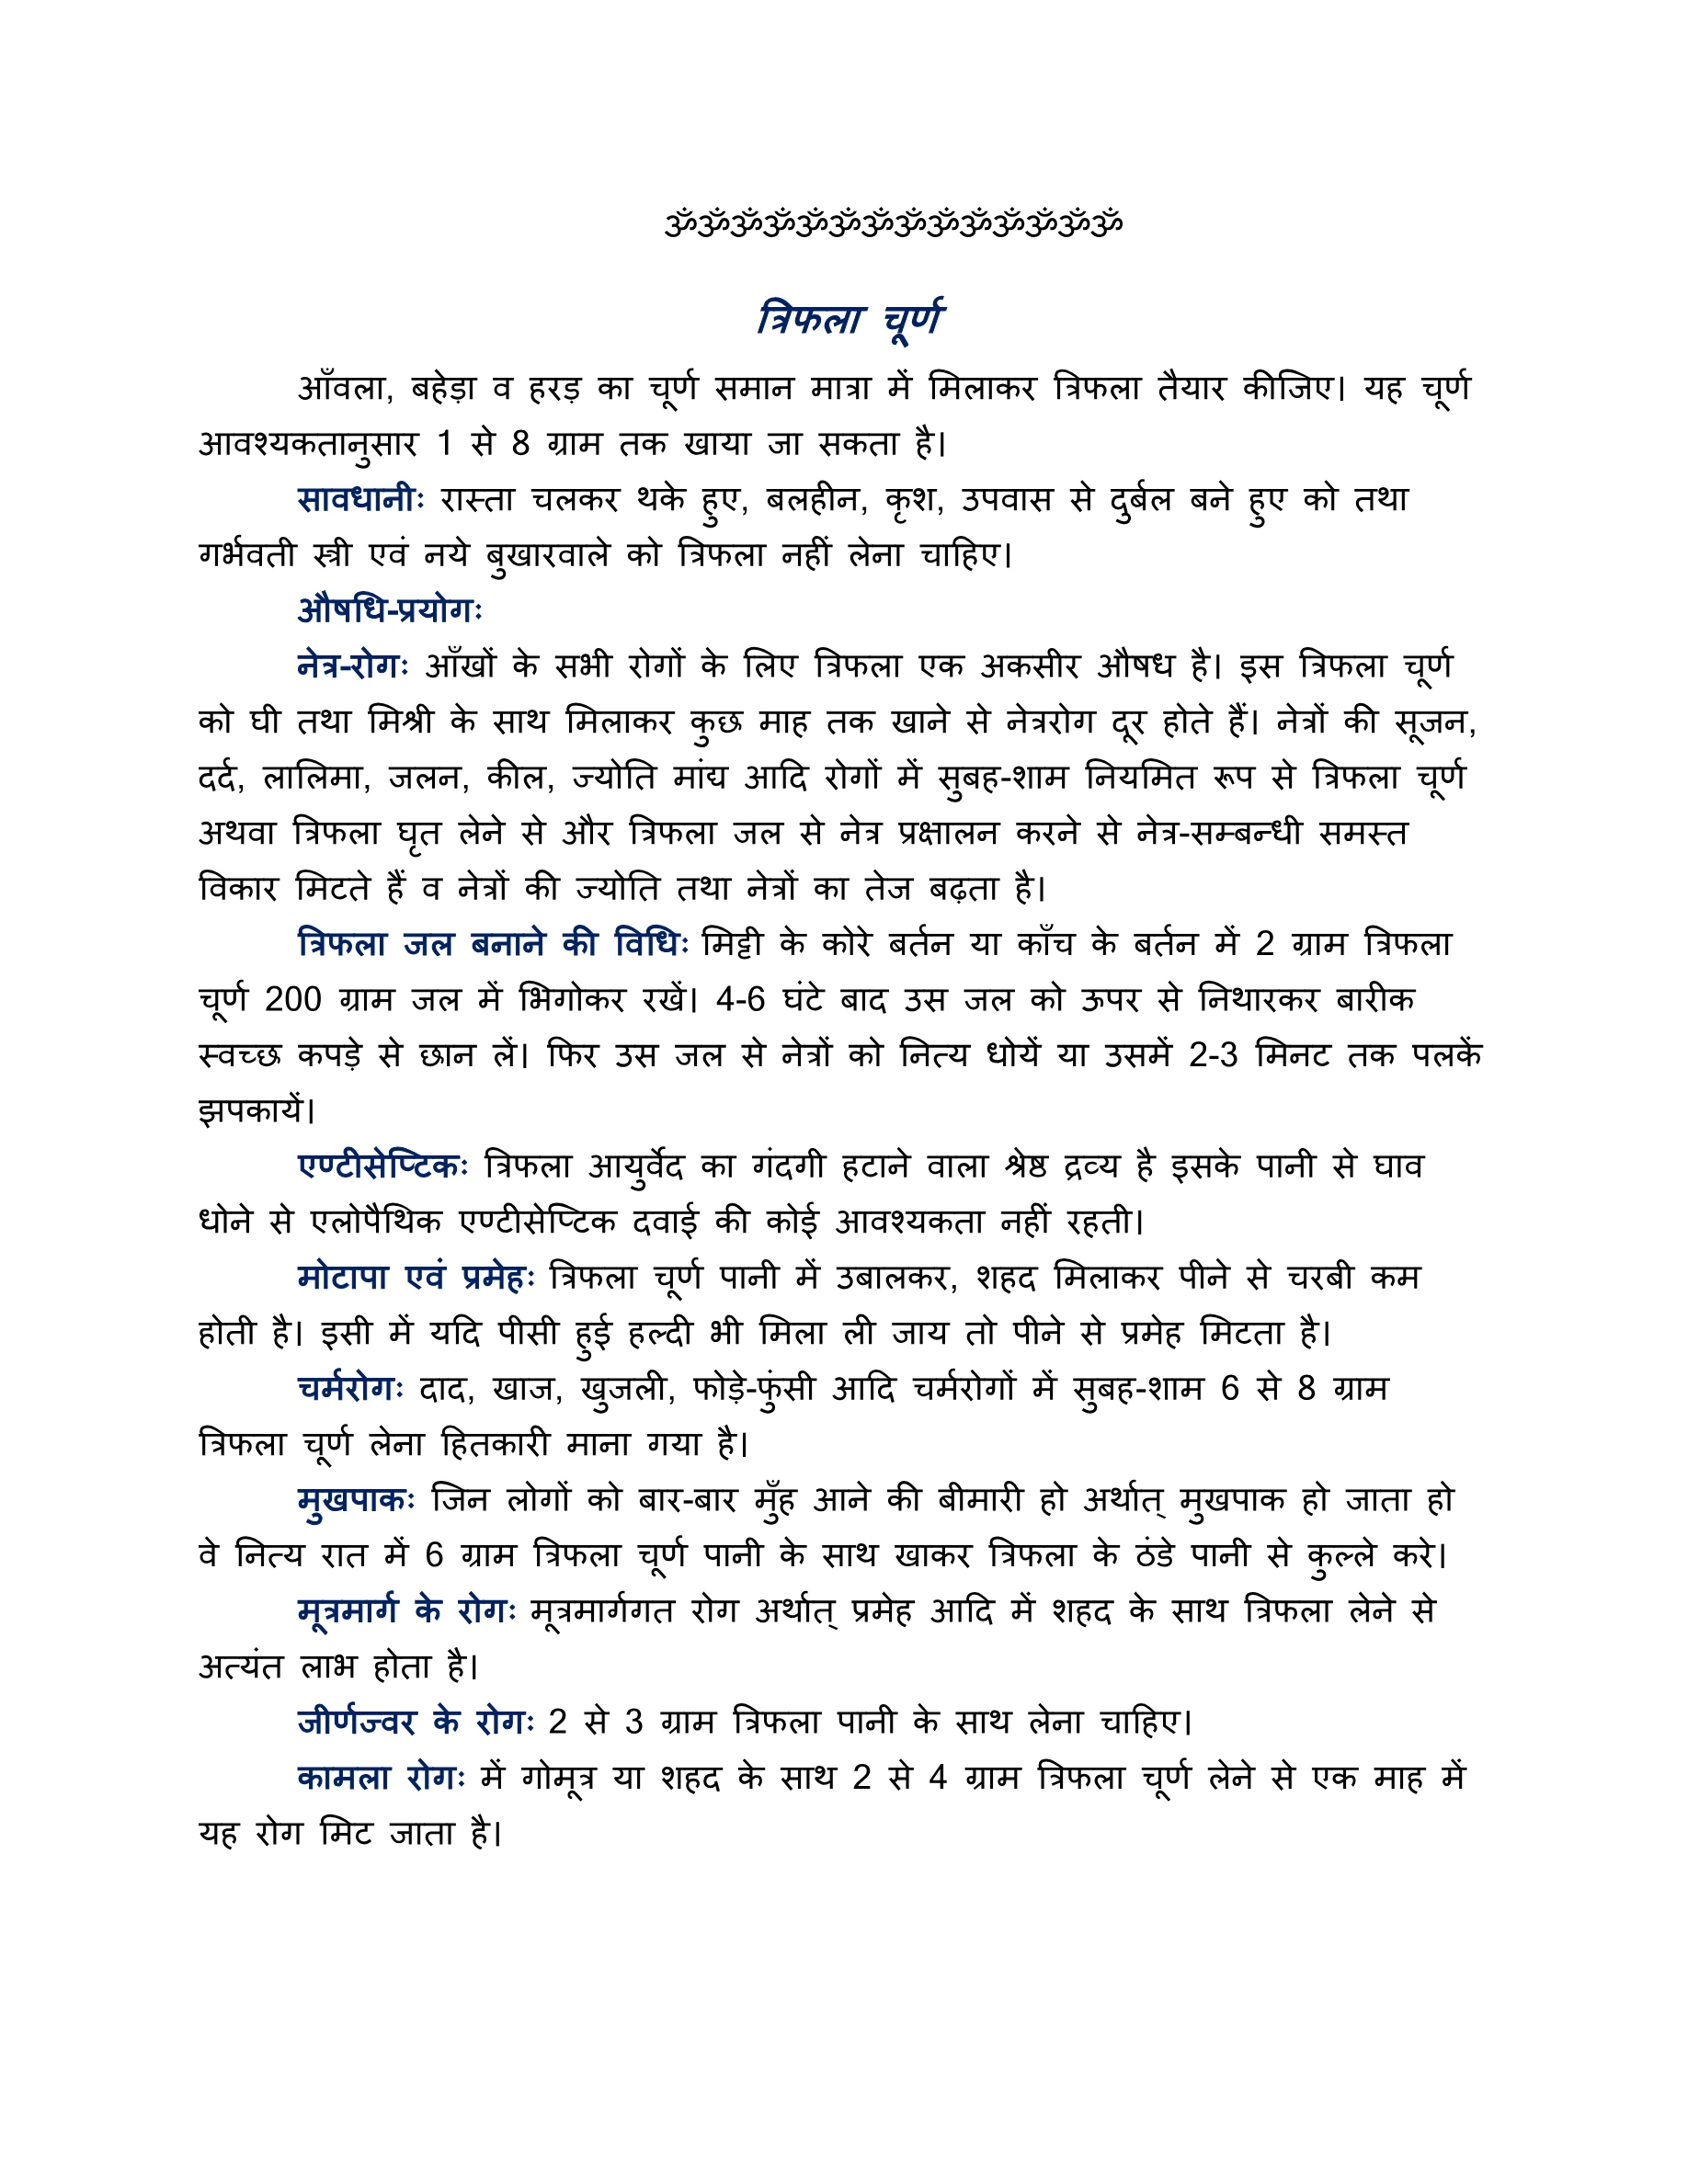 ॐॐॐॐॐॐॐॐॐॐॐॐॐॐ
त्रिफला चूर्ण
आँवला, बहेड़ा व हरड़ का चूर्ण समान मात्रा में मिलाकर त्रिफला तैयार कीजिए। यह चूर्ण
आवश्यकतानुसार 1 से 8 ग्राम तक खाया जा सकता है।
सावधानीः रास्ता चलकर थके हुए, बलहीन, कृश, उपवास से दुर्बल बने हुए को तथा
गर्भवती स्त्री एवं नये बुखारवाले को त्रिफला नहीं लेना चाहिए।
औषधि-प्रयोगः
नेत्र-रोगः आँखों के सभी रोगों के लिए त्रिफला एक अकसीर औषध है। इस त्रिफला चूर्ण
को घी तथा मिश्री के साथ मिलाकर कुछ माह तक खाने से नेत्ररोग दूर होते हैं। नेत्रों की सूजन,
दर्द, लालिमा, जलन, कील, ज्योति मांद्य आदि रोगों में सुबह-शाम नियमित रूप से त्रिफला चूर्ण
अथवा त्रिफला घृत लेने से और त्रिफला जल से नेत्र प्रक्षालन करने से नेत्र-सम्बन्धी समस्त
विकार मिटते हैं व नेत्रों की ज्योति तथा नेत्रों का तेज बढ़ता है।
त्रिफला जल बनाने की विधिः मिट्टी के कोरे बर्तन या काँच के बर्तन में 2 ग्राम त्रिफला
चूर्ण 200 ग्राम जल में भिगोकर रखें। 4-6 घंटे बाद उस जल को ऊपर से निथारकर बारीक
स्वच्छ कपड़े से छान लें। फिर उस जल से नेत्रों को नित्य धोयें या उसमें 2-3 मिनट तक पलकें
झपकायें।
एण्टीसेप्टिकः त्रिफला आयुर्वेद का गंदगी हटाने वाला श्रेष्ठ द्रव्य है इसके पानी से घाव
धोने से एलोपैथिक एण्टीसेप्टिक दवाई की कोई आवश्यकता नहीं रहती।
मोटापा एवं प्रमेहः त्रिफला चूर्ण पानी में उबालकर, शहद मिलाकर पीने से चरबी कम
होती है। इसी में यदि पीसी हुई हल्दी भी मिला ली जाय तो पीने से प्रमेह मिटता है।
चर्मरोगः दाद, खाज, खुजली, फोड़े-फुंसी आदि चर्मरोगों में सुबह-शाम 6 से 8 ग्राम
त्रिफला चूर्ण लेना हितकारी माना गया है।
मुखपाकः जिन लोगों को बार-बार मुँह आने की बीमारी हो अर्थात् मुखपाक हो जाता हो
वे नित्य रात में 6 ग्राम त्रिफला चूर्ण पानी के साथ खाकर त्रिफला के ठंडे पानी से कुल्ले करे।
मूत्रमार्ग के रोगः मूत्रमार्गगत रोग अर्थात् प्रमेह आदि में शहद के साथ त्रिफला लेने से
अत्यंत लाभ होता है।
जीर्णज्वर के रोगः 2 से 3 ग्राम त्रिफला पानी के साथ लेना चाहिए।
कामला रोगः में गोमूत्र या शहद के साथ 2 से 4 ग्राम त्रिफला चूर्ण लेने से एक माह में
यह रोग मिट जाता है।